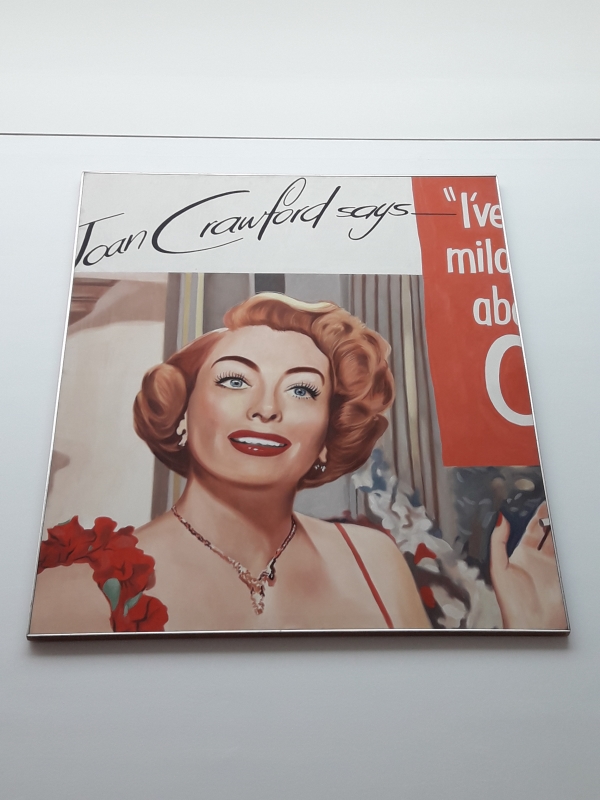 Joan Crawford says—
"I've
mild
abo
C